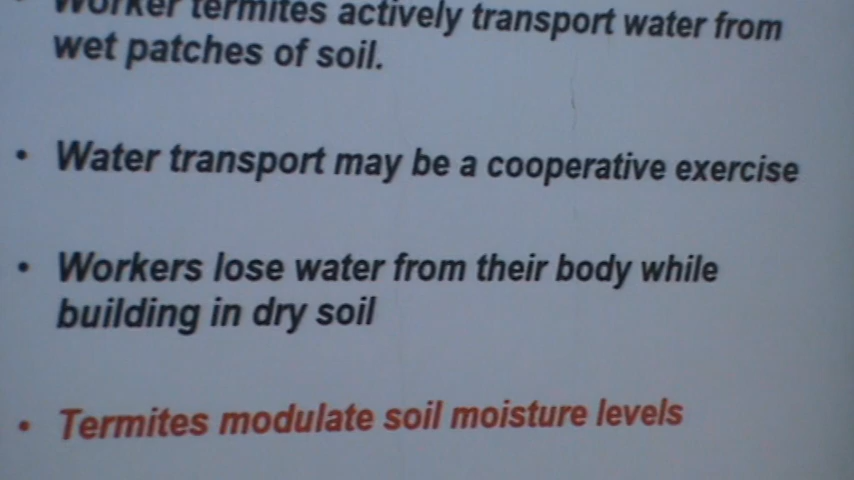 Worker termites actively transport water from
wet patches of soil.
• Water transport may be a cooperative exercise
• Workers lose water from their body while
building in dry soil
• Termites modulate soil moisture levels